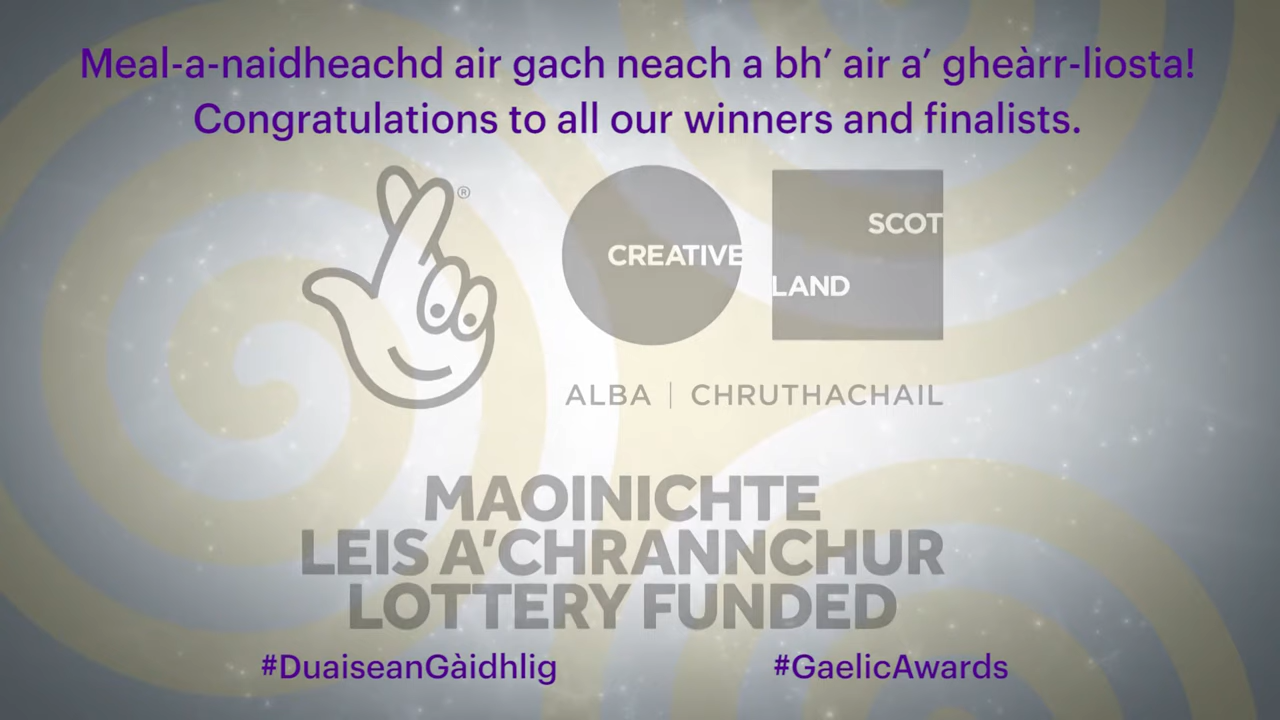 Meal-a-naidheachd air gach neach a bh’ air a’ gheàrr-liosta!
Congratulations to all our winners and finalists.
®
CREATIVE
SCOT
LAND
ALBA | CHRUTHACHAIL
MAOINICHTE
LEIS A’CHRANNCHUR
LOTTERY FUNDED
#DuaiseanGàidhlig #GaelicAwards